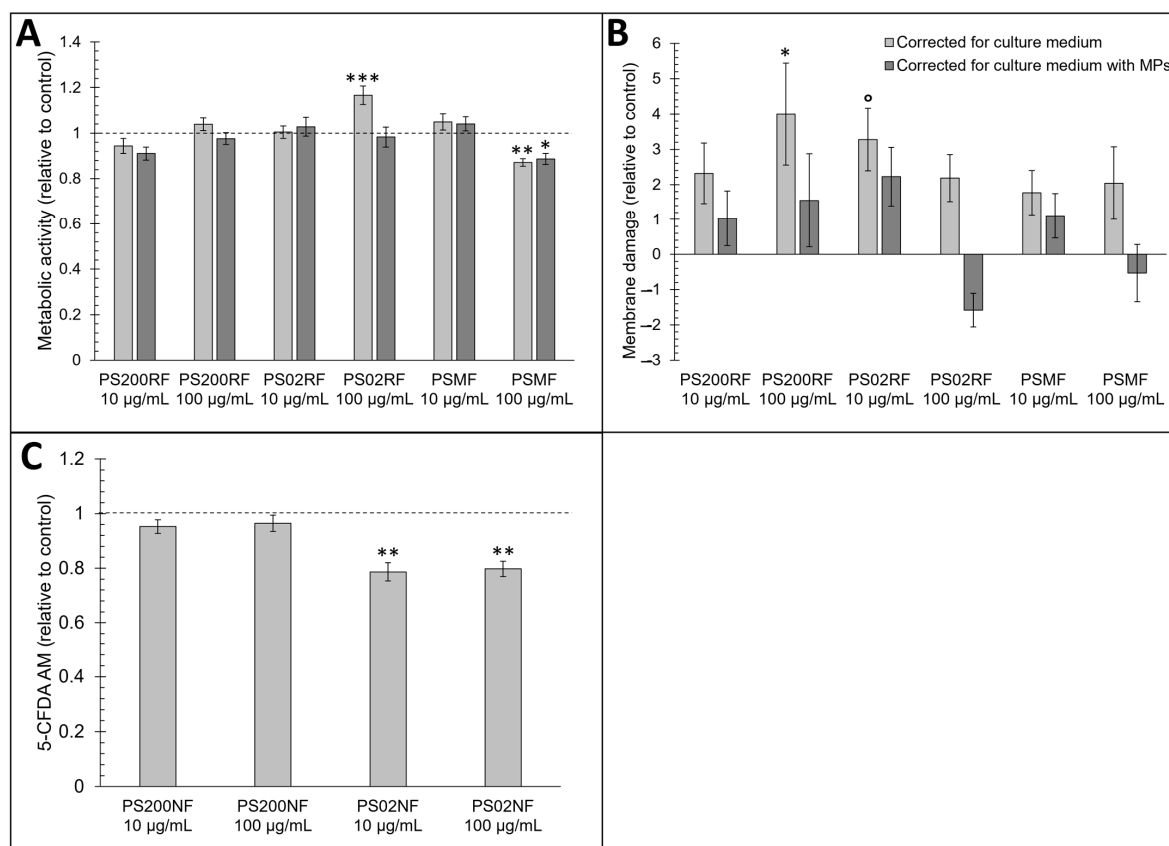 A
Metabolic activity (relative to control)
1.4
1.2
1
0.8
0.6
0.4
0.2
0
***
**
*
PS200RF PS200RF PS02RF PS02RF PSMF PSMF
10 µg/mL 100 µg/mL 10 µg/mL 100 µg/mL 10 µg/mL 100 µg/mL
B
Membrane damage (relative to control)
6
5
4
3
2
1
0
−1
−2
−3
Corrected for culture medium
Corrected for culture medium with MPs
*
°
PS200RF PS200RF PS02RF PS02RF PSMF PSMF
10 µg/mL 100 µg/mL 10 µg/mL 100 µg/mL 10 µg/mL 100 µg/mL
C
5-CFDA AM (relative to control)
1.2
1
0.8
0.6
0.4
0.2
0
** **
PS200NF PS200NF PS02NF PS02NF
10 µg/mL 100 µg/mL 10 µg/mL 100 µg/mL